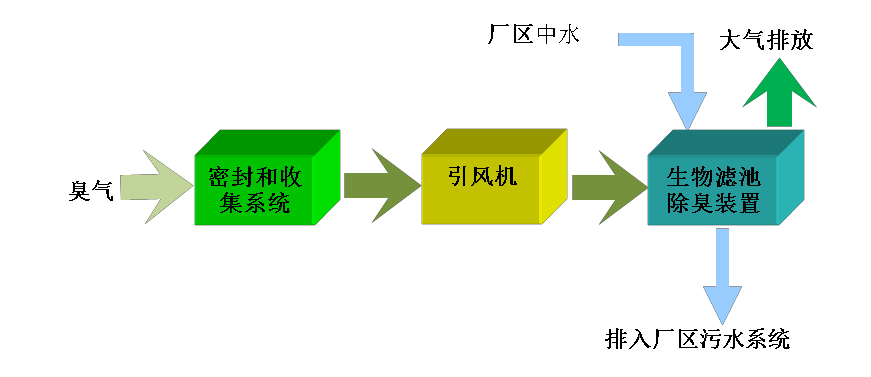 厂区中水
大气排放
臭气
密封和收
集系统
引风机
生物滤池
除臭装置
排入厂区污水系统